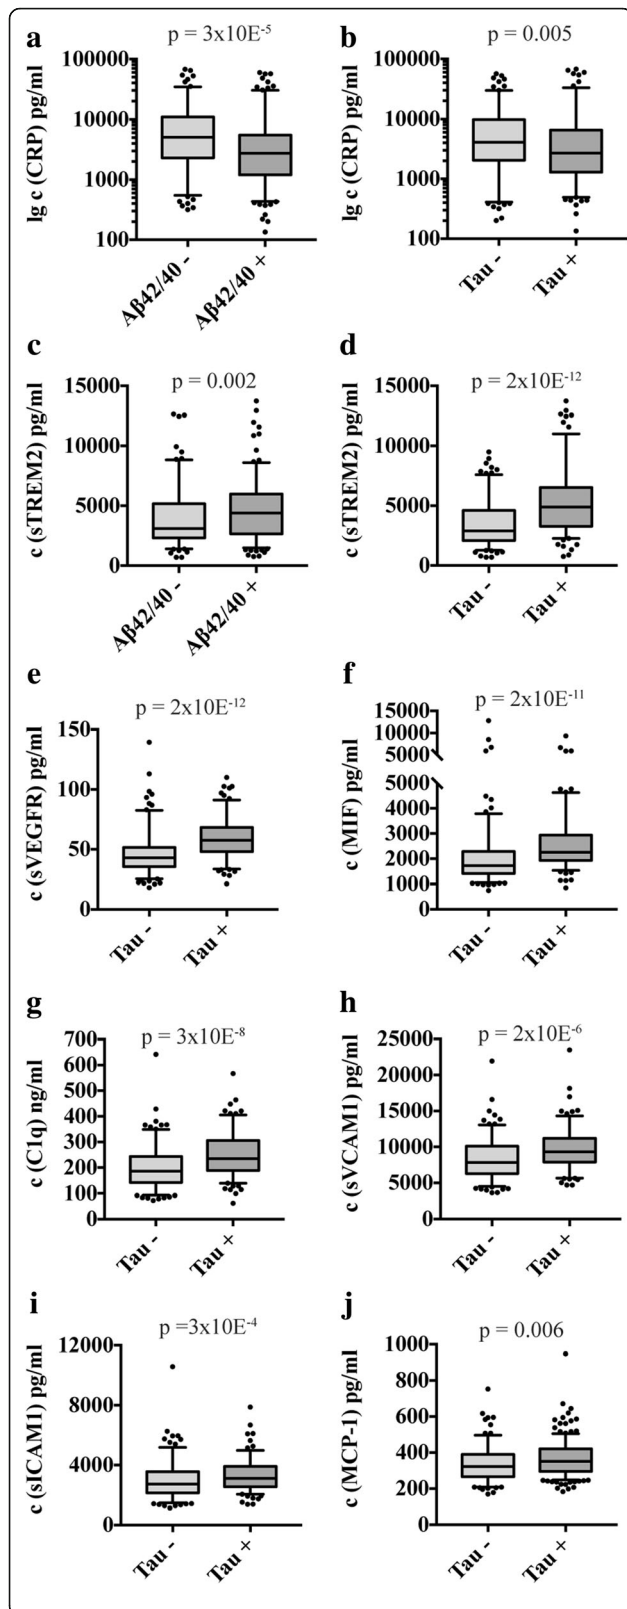 a
p = 3x10E⁻⁵
lg c (CRP) pg/ml
100000
10000
1000
100
Aβ42/40 -
Aβ42/40 +
b
p = 0.005
lg c (CRP) pg/ml
100000
10000
1000
100
Tau -
Tau +
c
p = 0.002
c (sTREM2) pg/ml
15000
10000
5000
0
Aβ42/40 -
Aβ42/40 +
d
p = 2x10E⁻¹²
c (sTREM2) pg/ml
15000
10000
5000
0
Tau -
Tau +
e
p = 2x10E⁻¹²
c (sVEGFR) pg/ml
150
100
50
0
Tau -
Tau +
f
p = 2x10E⁻¹¹
c (MIF) pg/ml
15000
10000
5000
5000
3000
2000
1000
0
Tau -
Tau +
g
p = 3x10E⁻⁸
c (C1q) ng/ml
700
600
500
400
300
200
100
0
Tau -
Tau +
h
p = 2x10E⁻⁶
c (sVCAM1) pg/ml
25000
20000
15000
10000
5000
0
Tau -
Tau +
i
p =3x10E⁻⁴
c (sICAM1) pg/ml
12000
8000
4000
0
Tau -
Tau +
j
p = 0.006
c (MCP-1) pg/ml
1000
800
600
400
200
0
Tau -
Tau +